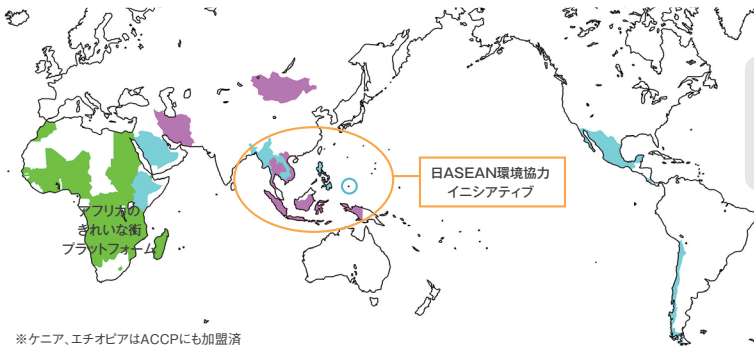 日ASEAN環境協力
イニシアティブ
アフリカの
きれいな街
プラットフォーム
※ケニア、エチオピアはACCPにも加盟済